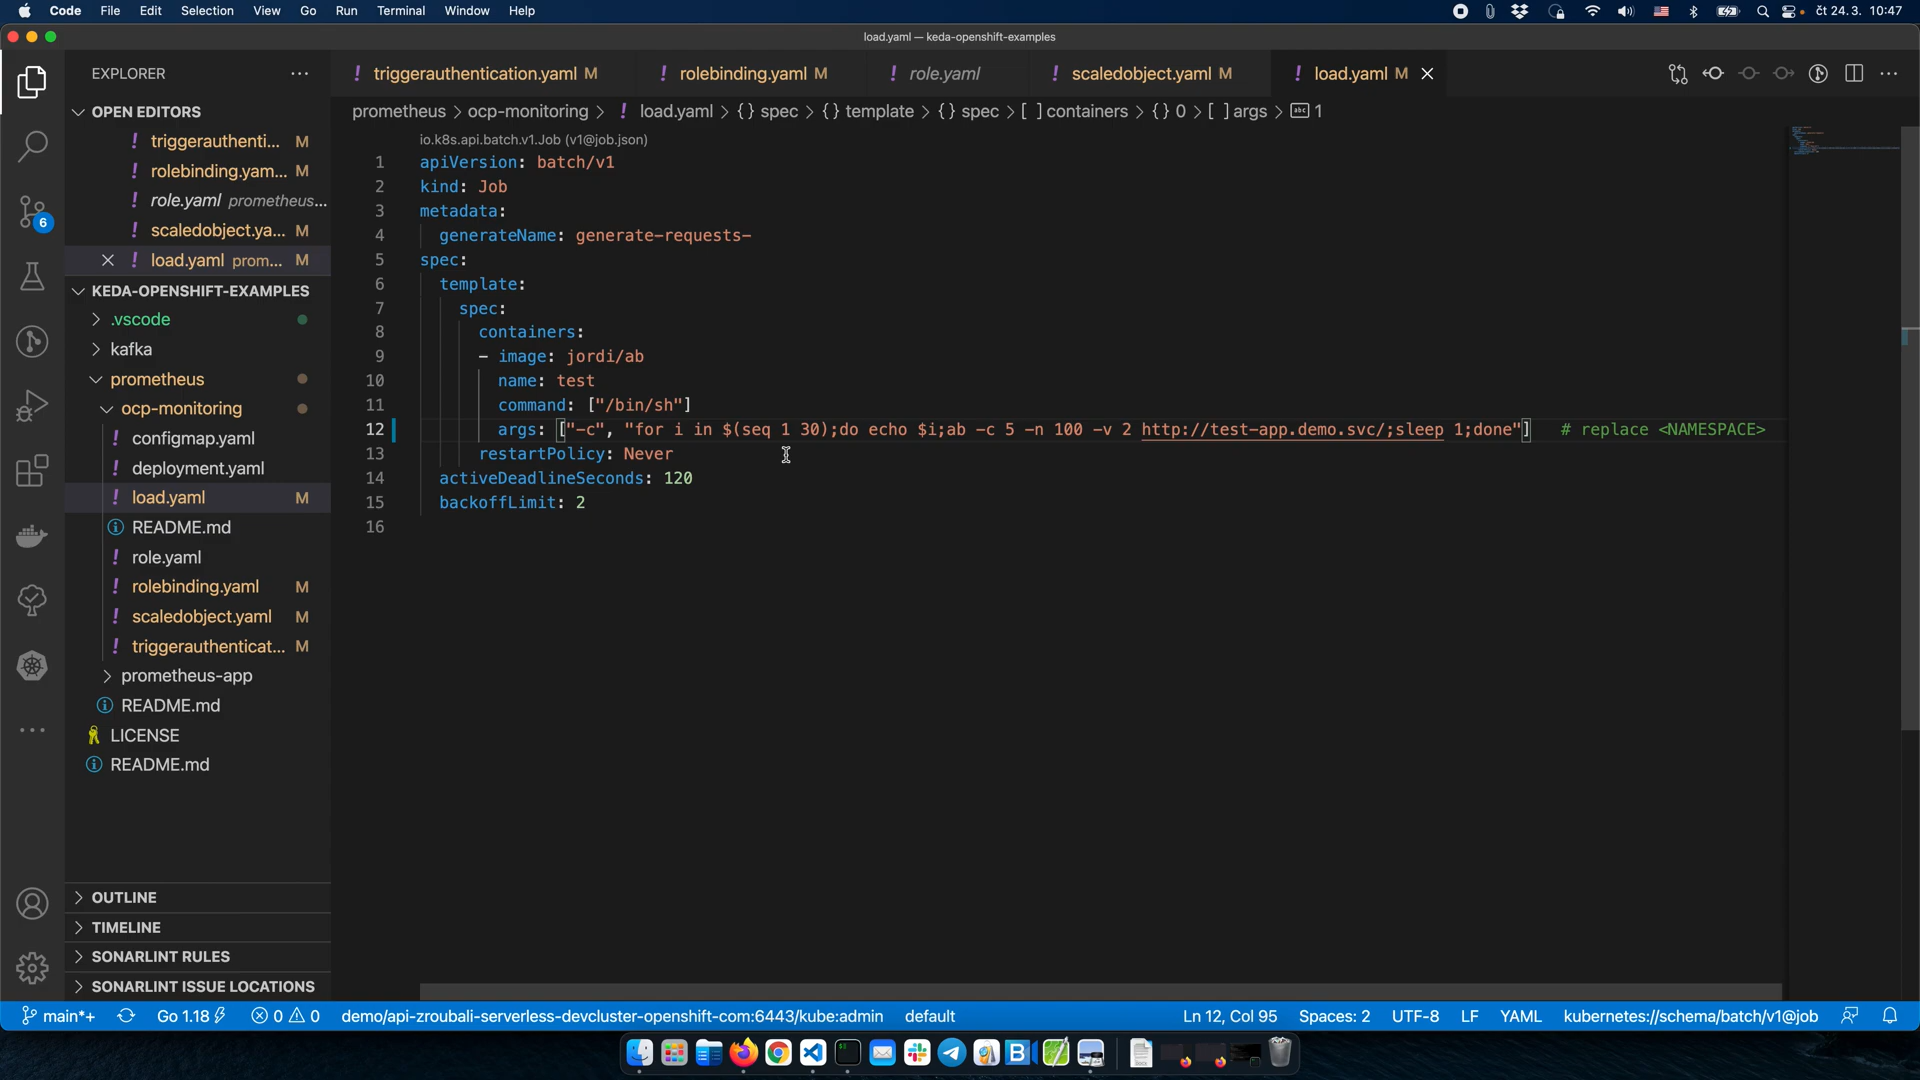 Code File Edit Selection View Go Run Terminal Window Help
čt 24.3. 10:47
load.yaml — keda-openshift-examples
EXPLORER
OPEN EDITORS
! triggerauthenti... M
! rolebinding.yam... M
! role.yaml prometheus...
! scaledobject.ya... M
! load.yaml prom... M
KEDA-OPENSHIFT-EXAMPLES
.vscode
kafka
prometheus
ocp-monitoring
! configmap.yaml
! deployment.yaml
! load.yaml M
README.md
! role.yaml
! rolebinding.yaml M
! scaledobject.yaml M
! triggerauthenticat... M
prometheus-app
README.md
LICENSE
README.md
OUTLINE
TIMELINE
SONARLINT RULES
SONARLINT ISSUE LOCATIONS
6
! triggerauthentication.yaml M ! rolebinding.yaml M ! role.yaml ! scaledobject.yaml M ! load.yaml M
prometheus > ocp-monitoring > ! load.yaml > {} spec > {} template > {} spec > [ ] containers > {} 0 > [ ] args > abc 1
io.k8s.api.batch.v1.Job (v1@job.json)
1 apiVersion: batch/v1
2 kind: Job
3 metadata:
4 generateName: generate-requests-
5 spec:
6 template:
7 spec:
8 containers:
9 - image: jordi/ab
10 name: test
11 command: ["/bin/sh"]
12 args: ["-c", "for i in $(seq 1 30);do echo $i;ab -c 5 -n 100 -v 2 http://test-app.demo.svc/;sleep 1;done"] # replace <NAMESPACE>
13 restartPolicy: Never
14 activeDeadlineSeconds: 120
15 backoffLimit: 2
16
main*+ Go 1.18 0 0 demo/api-zroubali-serverless-devcluster-openshift-com:6443/kube:admin default
Ln 12, Col 95 Spaces: 2 UTF-8 LF YAML kubernetes://schema/batch/v1@job